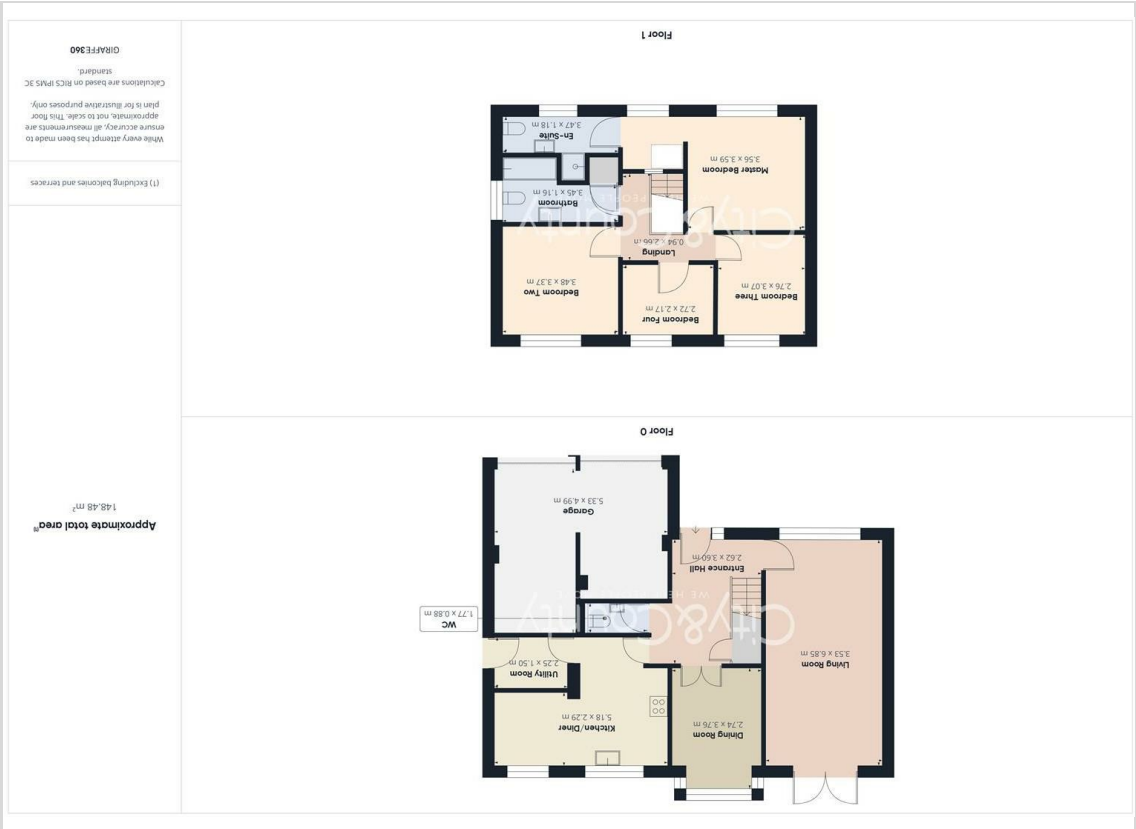 Living Room
3.53 x 6.85 m
Dining Room
2.74 x 3.76 m
Kitchen/Diner
5.18 x 2.29 m
Utility Room
2.25 x 1.50 m
WC
1.77 x 0.88 m
City&County
Entrance Hall
2.62 x 3.60 m
Garage
5.33 x 4.99 m
Floor 0
Bedroom Three
2.76 x 3.07 m
Bedroom Four
2.72 x 2.17 m
Bedroom Two
3.48 x 3.37 m
Landing
0.94 x 2.66 m
City&County
Master Bedroom
3.56 x 3.59 m
Bathroom
3.45 x 1.16 m
En-Suite
3.47 x 1.18 m
Floor 1
Approximate total area⁽¹⁾
148.48 m²
(1) Excluding balconies and terraces
While every attempt has been made to
ensure accuracy, all measurements are
approximate, not to scale. This floor
plan is for illustrative purposes only.
Calculations are based on RICS IPMS 3C
standard.
GIRAFFE360